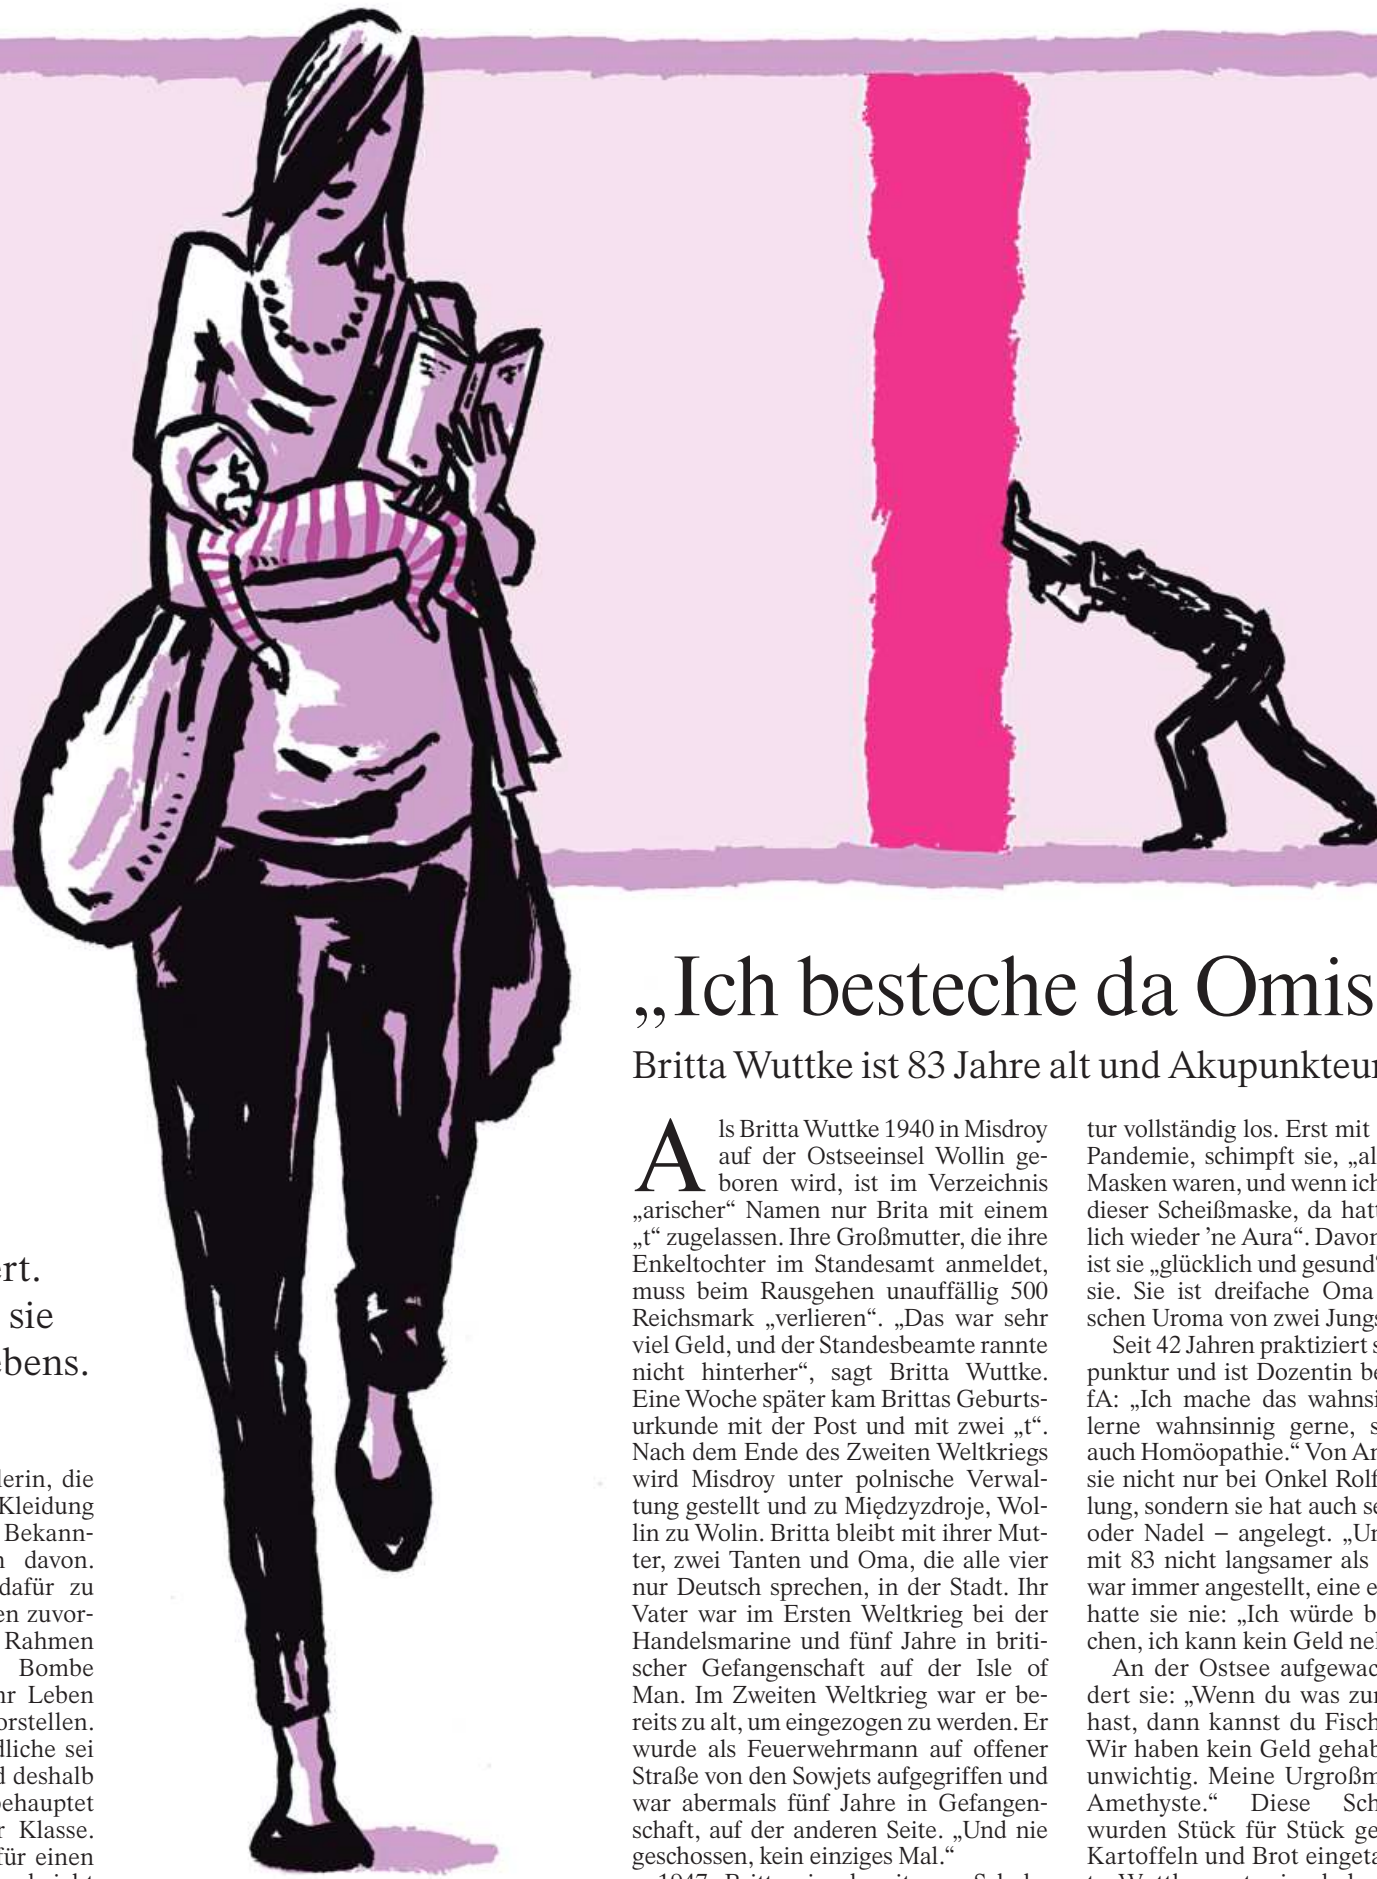 rt.
sie
ebens.
lerin, die
Kleidung
Bekann-
davon.
dafür zu
en zuvor-
Rahmen
Bombe
hr Leben
orstellen.
dliche sei
d deshalb
behauptet
r Klasse.
für einen
„Ich besteche da Omis
Britta Wuttke ist 83 Jahre alt und Akupunkteur
Als Britta Wuttke 1940 in Misdroy
auf der Ostseeinsel Wollin ge-
boren wird, ist im Verzeichnis
„arischer“ Namen nur Brita mit einem
„t“ zugelassen. Ihre Großmutter, die ihre
Enkeltochter im Standesamt anmeldet,
muss beim Rausgehen unauffällig 500
Reichsmark „verlieren“. „Das war sehr
viel Geld, und der Standesbeamte rannte
nicht hinterher“, sagt Britta Wuttke.
Eine Woche später kam Brittas Geburts-
urkunde mit der Post und mit zwei „t“.
Nach dem Ende des Zweiten Weltkriegs
wird Misdroy unter polnische Verwal-
tung gestellt und zu Międzyzdroje, Wol-
lin zu Wolin. Britta bleibt mit ihrer Mut-
ter, zwei Tanten und Oma, die alle vier
nur Deutsch sprechen, in der Stadt. Ihr
Vater war im Ersten Weltkrieg bei der
Handelsmarine und fünf Jahre in briti-
scher Gefangenschaft auf der Isle of
Man. Im Zweiten Weltkrieg war er be-
reits zu alt, um eingezogen zu werden. Er
wurde als Feuerwehrmann auf offener
Straße von den Sowjets aufgegriffen und
war abermals fünf Jahre in Gefangen-
schaft, auf der anderen Seite. „Und nie
geschossen, kein einziges Mal.“
tur vollständig los. Erst mit
Pandemie, schimpft sie, „al
Masken waren, und wenn ich
dieser Scheißmaske, da hatt
lich wieder ’ne Aura“. Davon
ist sie „glücklich und gesund“
sie. Sie ist dreifache Oma
schen Uroma von zwei Jungs
Seit 42 Jahren praktiziert s
punktur und ist Dozentin be
fA: „Ich mache das wahnsi
lerne wahnsinnig gerne, s
auch Homöopathie.“ Von An
sie nicht nur bei Onkel Rolf
lung, sondern sie hat auch se
oder Nadel – angelegt. „Un
mit 83 nicht langsamer als
war immer angestellt, eine e
hatte sie nie: „Ich würde b
chen, ich kann kein Geld nel
An der Ostsee aufgewac
dert sie: „Wenn du was zum
hast, dann kannst du Fisch
Wir haben kein Geld gehab
unwichtig. Meine Urgroßm
Amethyste.“ Diese Sch
wurden Stück für Stück ge
Kartoffeln und Brot eingeta